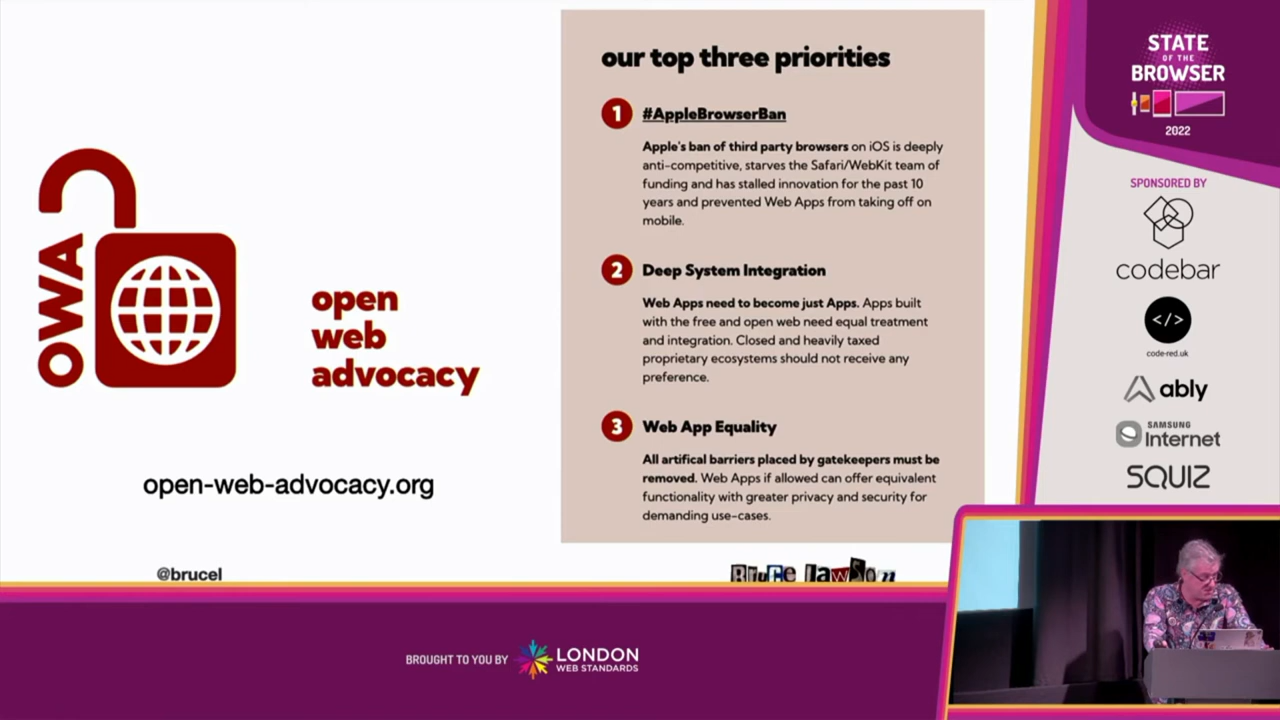 OWA
open
web
advocacy
open-web-advocacy.org
@brucel
our top three priorities
1 #AppleBrowserBan
Apple's ban of third party browsers on iOS is deeply
anti-competitive, starves the Safari/WebKit team of
funding and has stalled innovation for the past 10
years and prevented Web Apps from taking off on
mobile.
2 Deep System Integration
Web Apps need to become just Apps. Apps built
with the free and open web need equal treatment
and integration. Closed and heavily taxed
proprietary ecosystems should not receive any
preference.
3 Web App Equality
All artifical barriers placed by gatekeepers must be
removed. Web Apps if allowed can offer equivalent
functionality with greater privacy and security for
demanding use-cases.
BRuCe LawSon
STATE
OF THE
BROWSER
2022
SPONSORED BY
codebar
</>
code-red.uk
ably
SAMSUNG
Internet
SQUIZ
BROUGHT TO YOU BY
LONDON
WEB STANDARDS